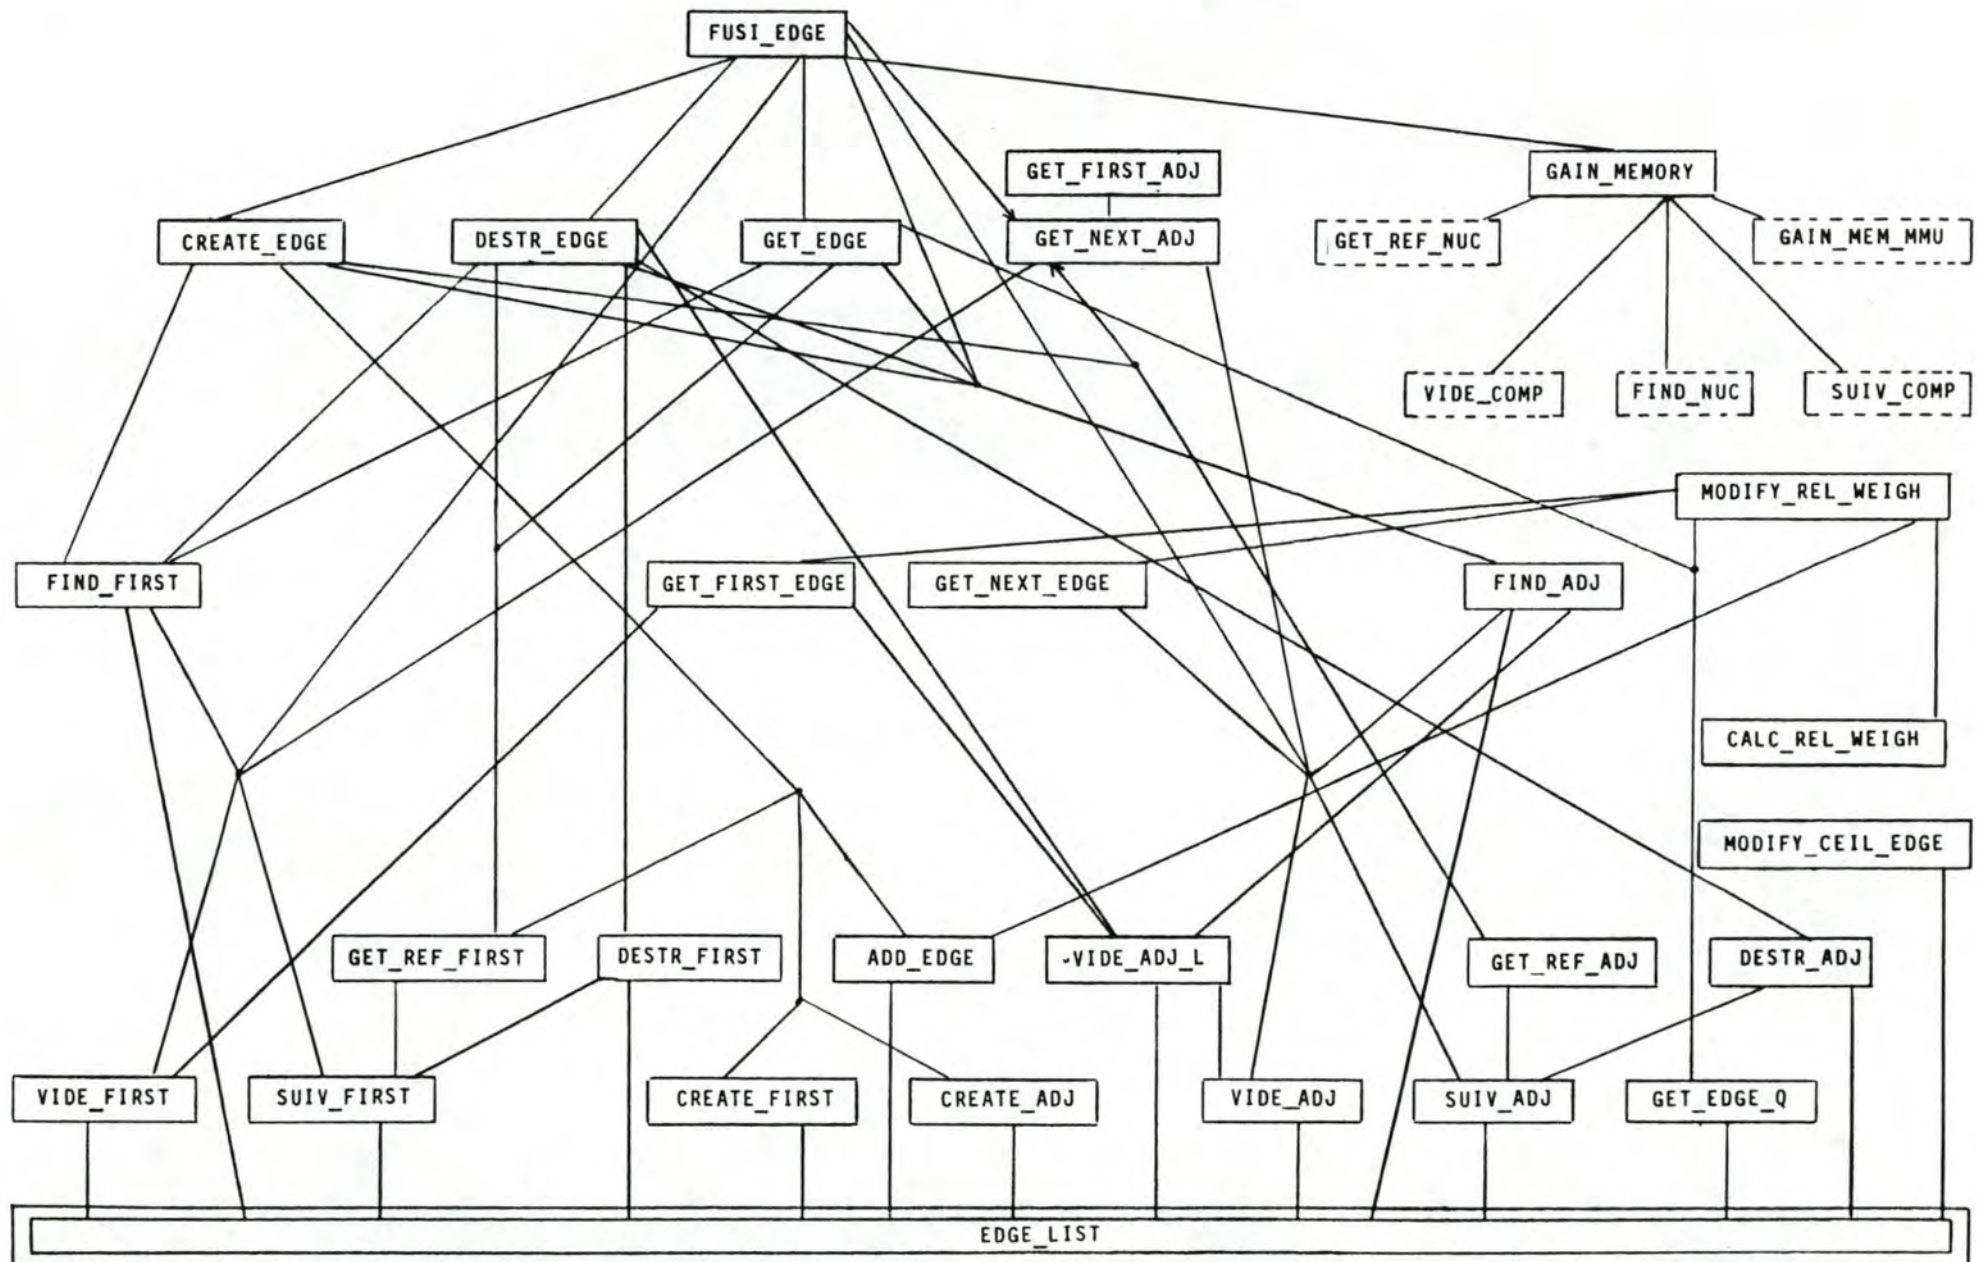 FUSI_EDGE
GET_FIRST_ADJ
GAIN_MEMORY
CREATE_EDGE
DESTR_EDGE
GET_EDGE
GET_NEXT_ADJ
GET_REF_NUC
GAIN_MEM_MMU
VIDE_COMP
FIND_NUC
SUIV_COMP
MODIFY_REL_WEIGH
FIND_FIRST
GET_FIRST_EDGE
GET_NEXT_EDGE
FIND_ADJ
CALC_REL_WEIGH
MODIFY_CEIL_EDGE
GET_REF_FIRST
DESTR_FIRST
ADD_EDGE
-VIDE_ADJ_L
GET_REF_ADJ
DESTR_ADJ
VIDE_FIRST
SUIV_FIRST
CREATE_FIRST
CREATE_ADJ
VIDE_ADJ
SUIV_ADJ
GET_EDGE_Q
EDGE_LIST